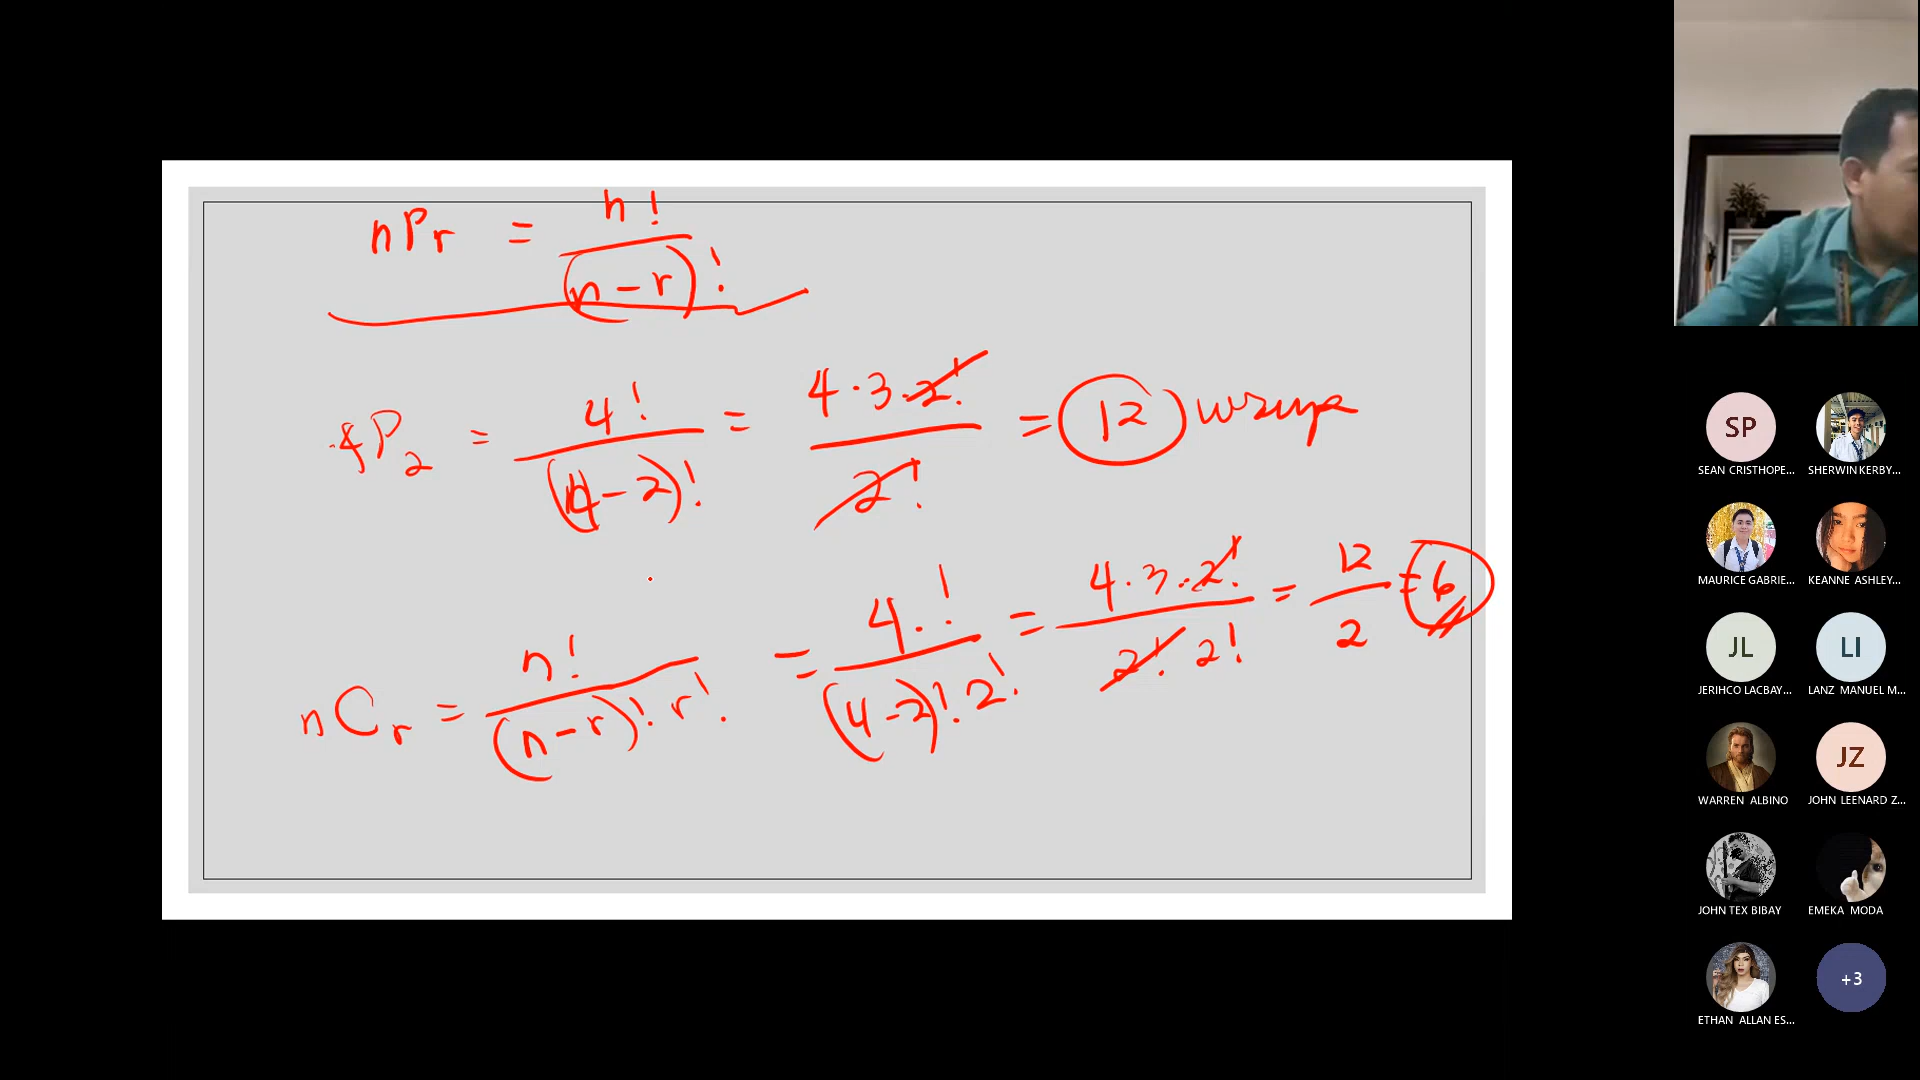 nPr = n! / (n-r)!
4P2 = 4! / (4-2)! = 4·3·2! / 2! = 12
nCr = n! / (n-r)! r! = 4! / (4-2)! 2! = 4·3·2! / 2! 2! = 12 / 2 = 6
SP
SEAN CRISTHOPE...
SHERWIN KERBY...
MAURICE GABRIE...
KEANNE ASHLEY...
JL
LI
JERIHCO LACBAY...
LANZ MANUEL M...
JZ
WARREN ALBINO
JOHN LEENARD Z...
JOHN TEX BIBAY
EMEKA MODA
+3
ETHAN ALLAN ES...